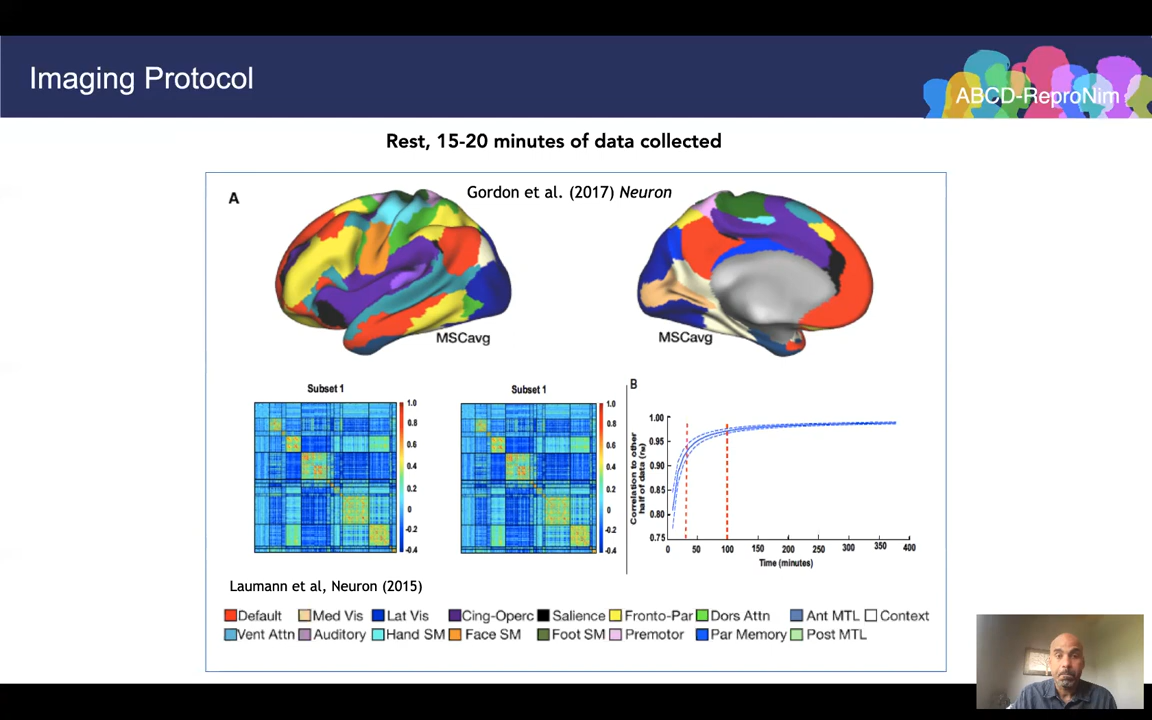 Imaging Protocol
ABCD-ReproNim
Rest, 15-20 minutes of data collected
A
Gordon et al. (2017) Neuron
MSCavg
MSCavg
Subset 1
1.0
0.8
0.6
0.4
0.2
0
-0.2
-0.4
Subset 1
1.0
0.8
0.6
0.4
0.2
0
-0.2
-0.4
B
Correlation to other
half of data (rw)
1.00
0.95
0.90
0.85
0.80
0.75
0 50 100 150 200 250 300 350 400
Time (minutes)
Laumann et al, Neuron (2015)
Default Med Vis Lat Vis Cing-Operc Salience Fronto-Par Dors Attn Ant MTL Context
Vent Attn Auditory Hand SM Face SM Foot SM Premotor Par Memory Post MTL